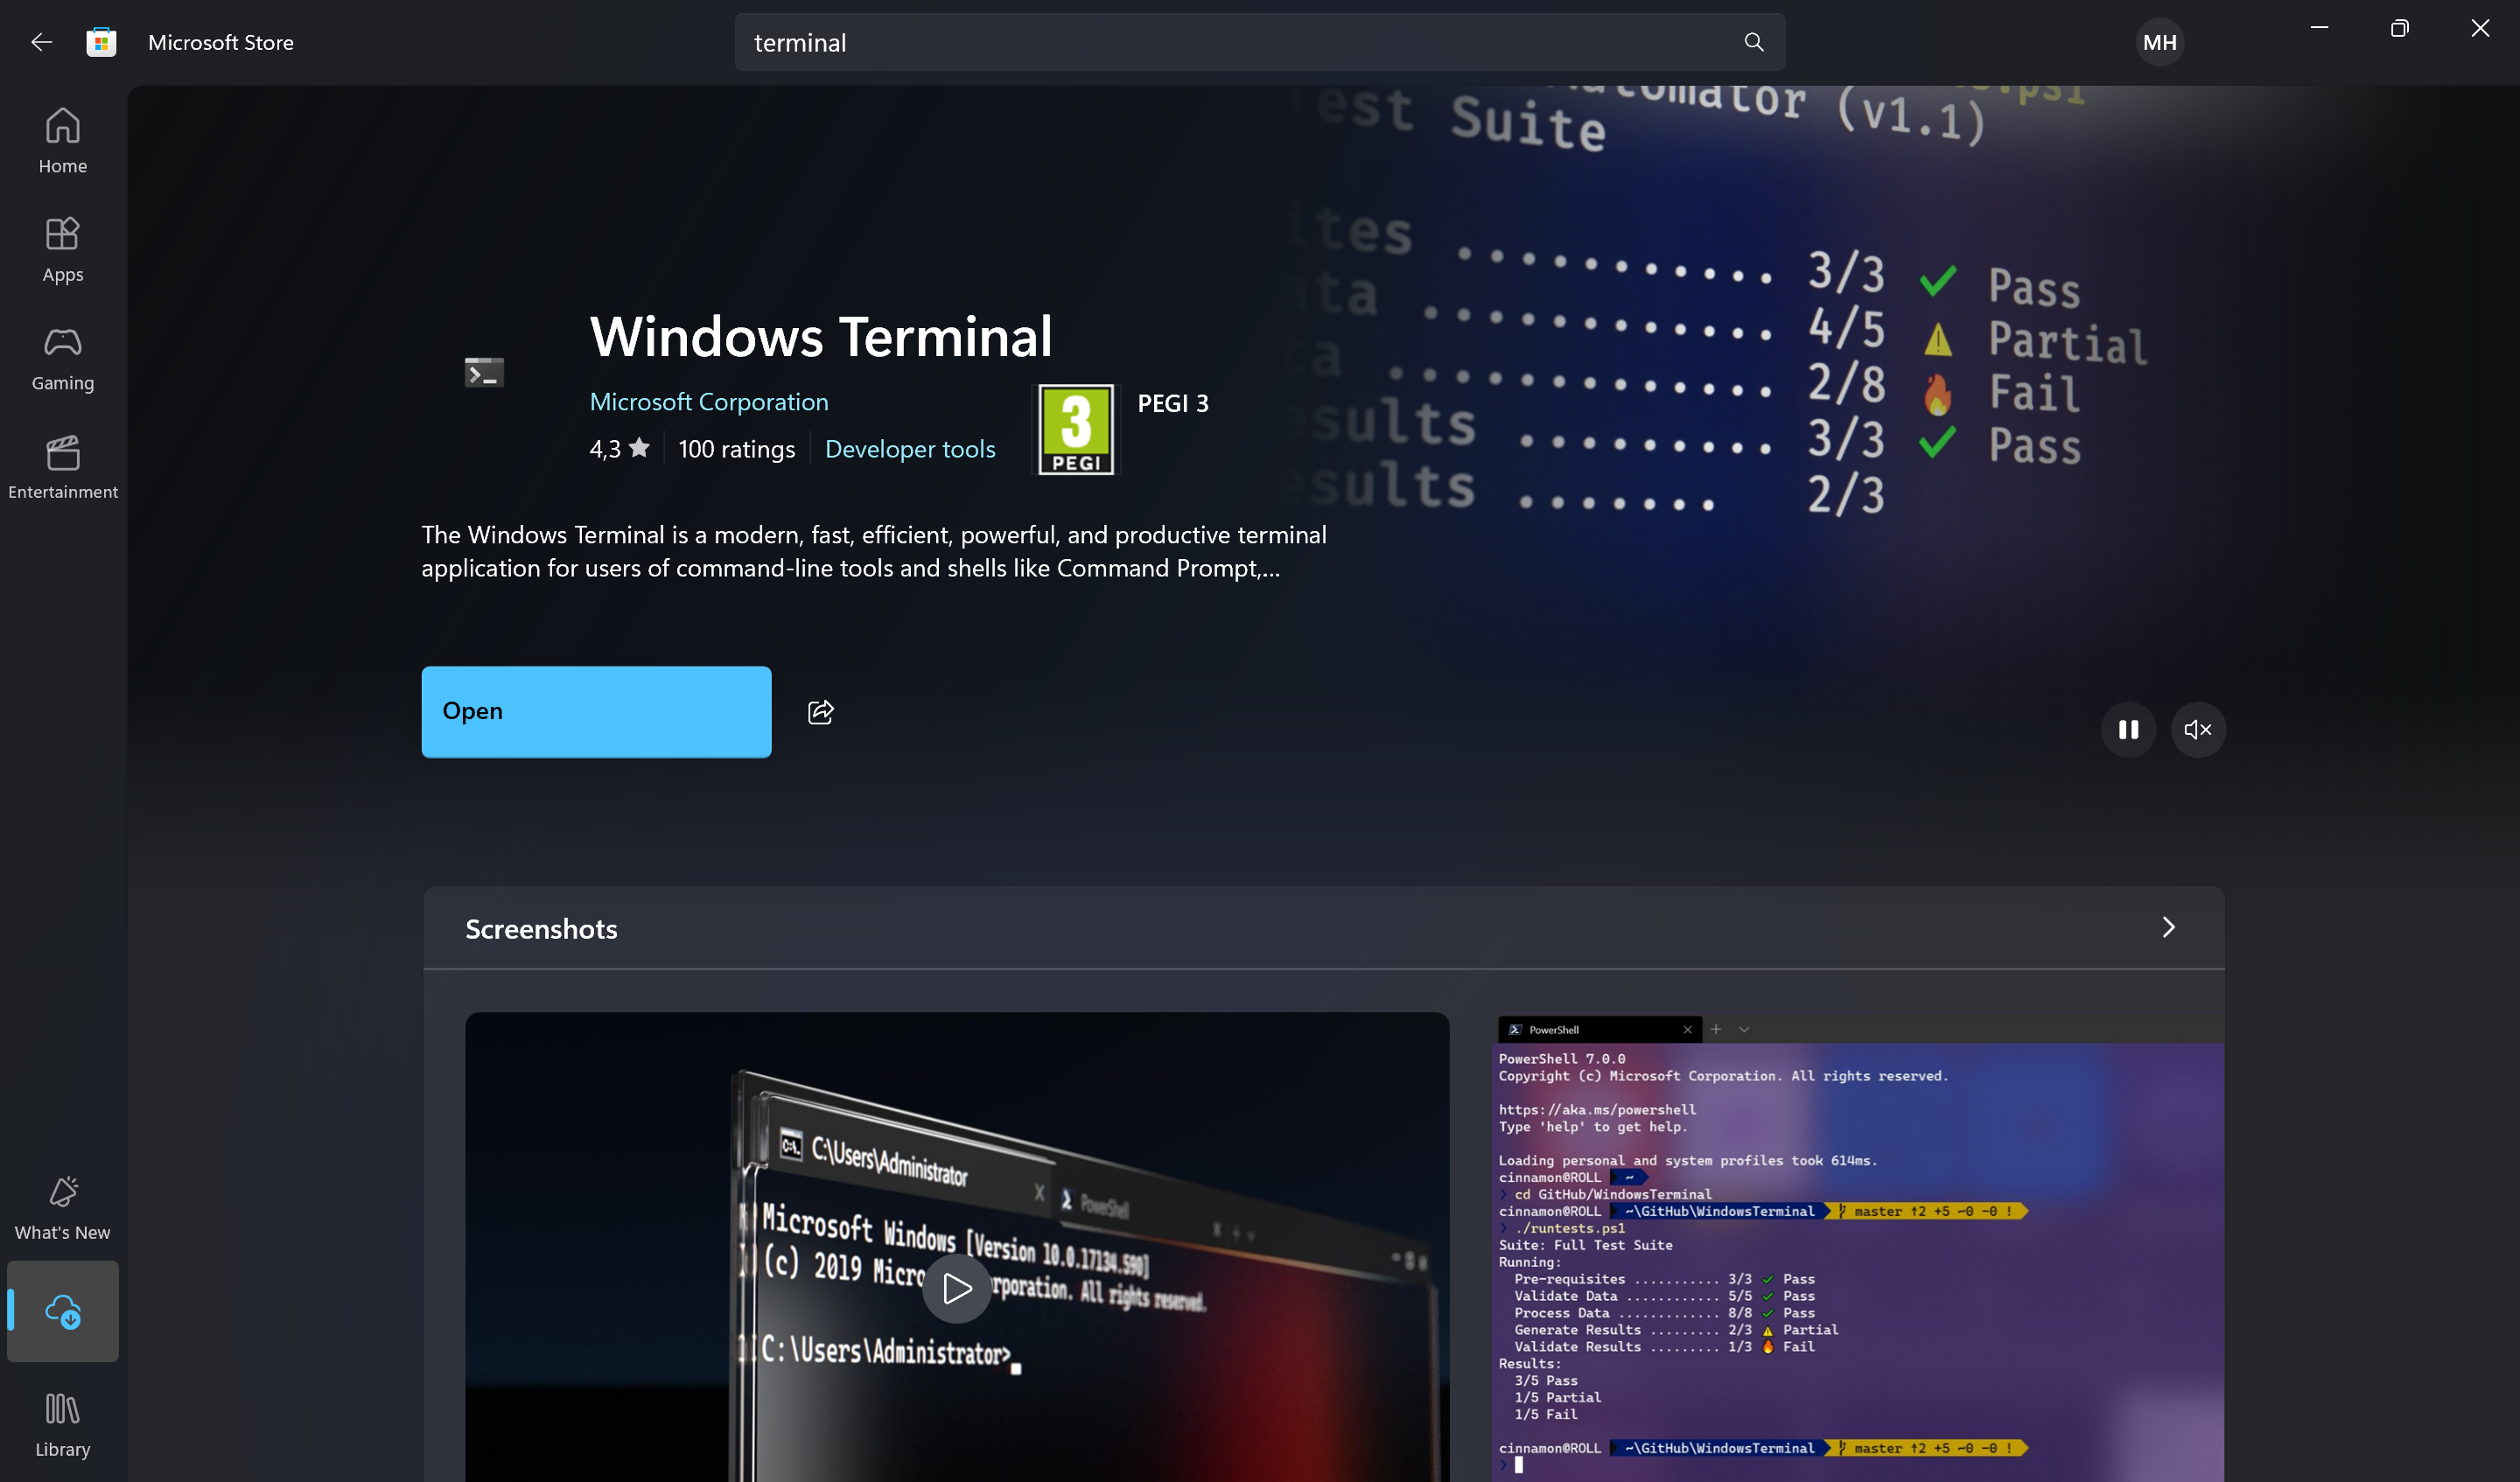 Microsoft Store
terminal
MH
Home
Apps
Gaming
Entertainment
What's New
Library
Suite
(v1.1)
3/3 Pass
4/5 Partial
2/8 Fail
3/3 Pass
2/3
Windows Terminal
Microsoft Corporation
4,3 100 ratings Developer tools
3
PEGI
PEGI 3
The Windows Terminal is a modern, fast, efficient, powerful, and productive terminal
application for users of command-line tools and shells like Command Prompt,...
Open
Screenshots
C:\Users\Administrator
X
PowerShell
Microsoft Windows [Version 10.0.17134.590]
(c) 2019 Micro rporation. All rights reserved.
C:\Users\Administrator>
PowerShell
PowerShell 7.0.0
Copyright (c) Microsoft Corporation. All rights reserved.
https://aka.ms/powershell
Type 'help' to get help.
Loading personal and system profiles took 614ms.
cinnamon@ROLL ~
> cd GitHub/WindowsTerminal
cinnamon@ROLL ~\GitHub\WindowsTerminal master ↑2 +5 ~0 -0 !
> ./runtests.ps1
Suite: Full Test Suite
Running:
Pre-requisites ........... 3/3 ✓ Pass
Validate Data ............ 5/5 ✓ Pass
Process Data ............. 8/8 ✓ Pass
Generate Results ......... 2/3 ⚠ Partial
Validate Results ......... 1/3 🔥 Fail
Results:
3/5 Pass
1/5 Partial
1/5 Fail
cinnamon@ROLL ~\GitHub\WindowsTerminal master ↑2 +5 ~0 -0 !
>